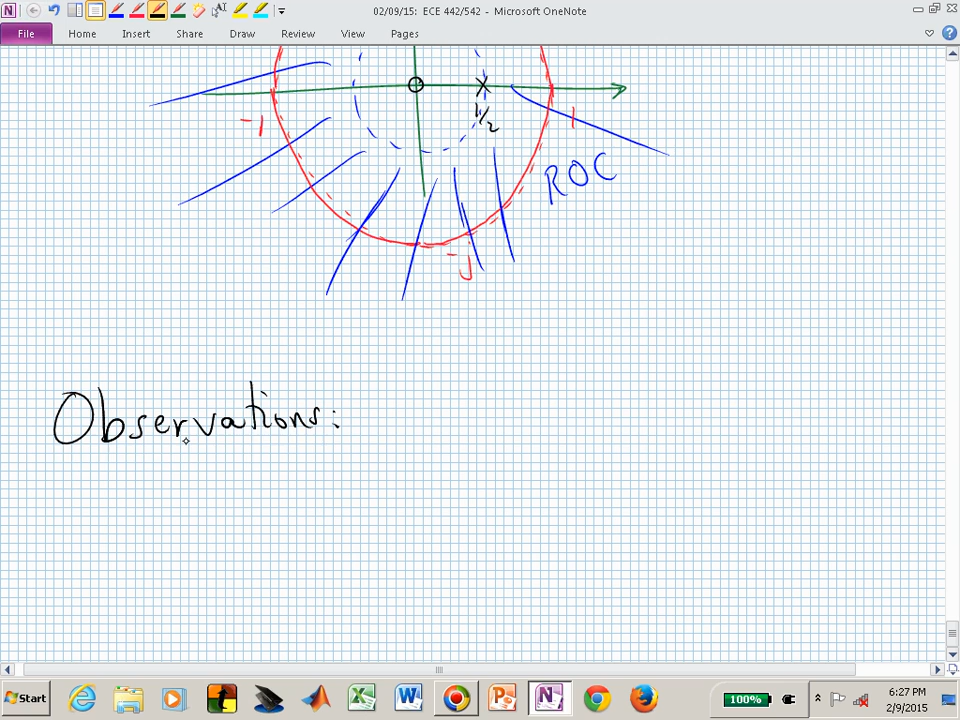 02/09/15: ECE 442/542 - Microsoft OneNote
File Home Insert Share Draw Review View Pages
-1 1/2 1
ROC
-j
Observations:
Start 100% 6:27 PM
2/9/2015